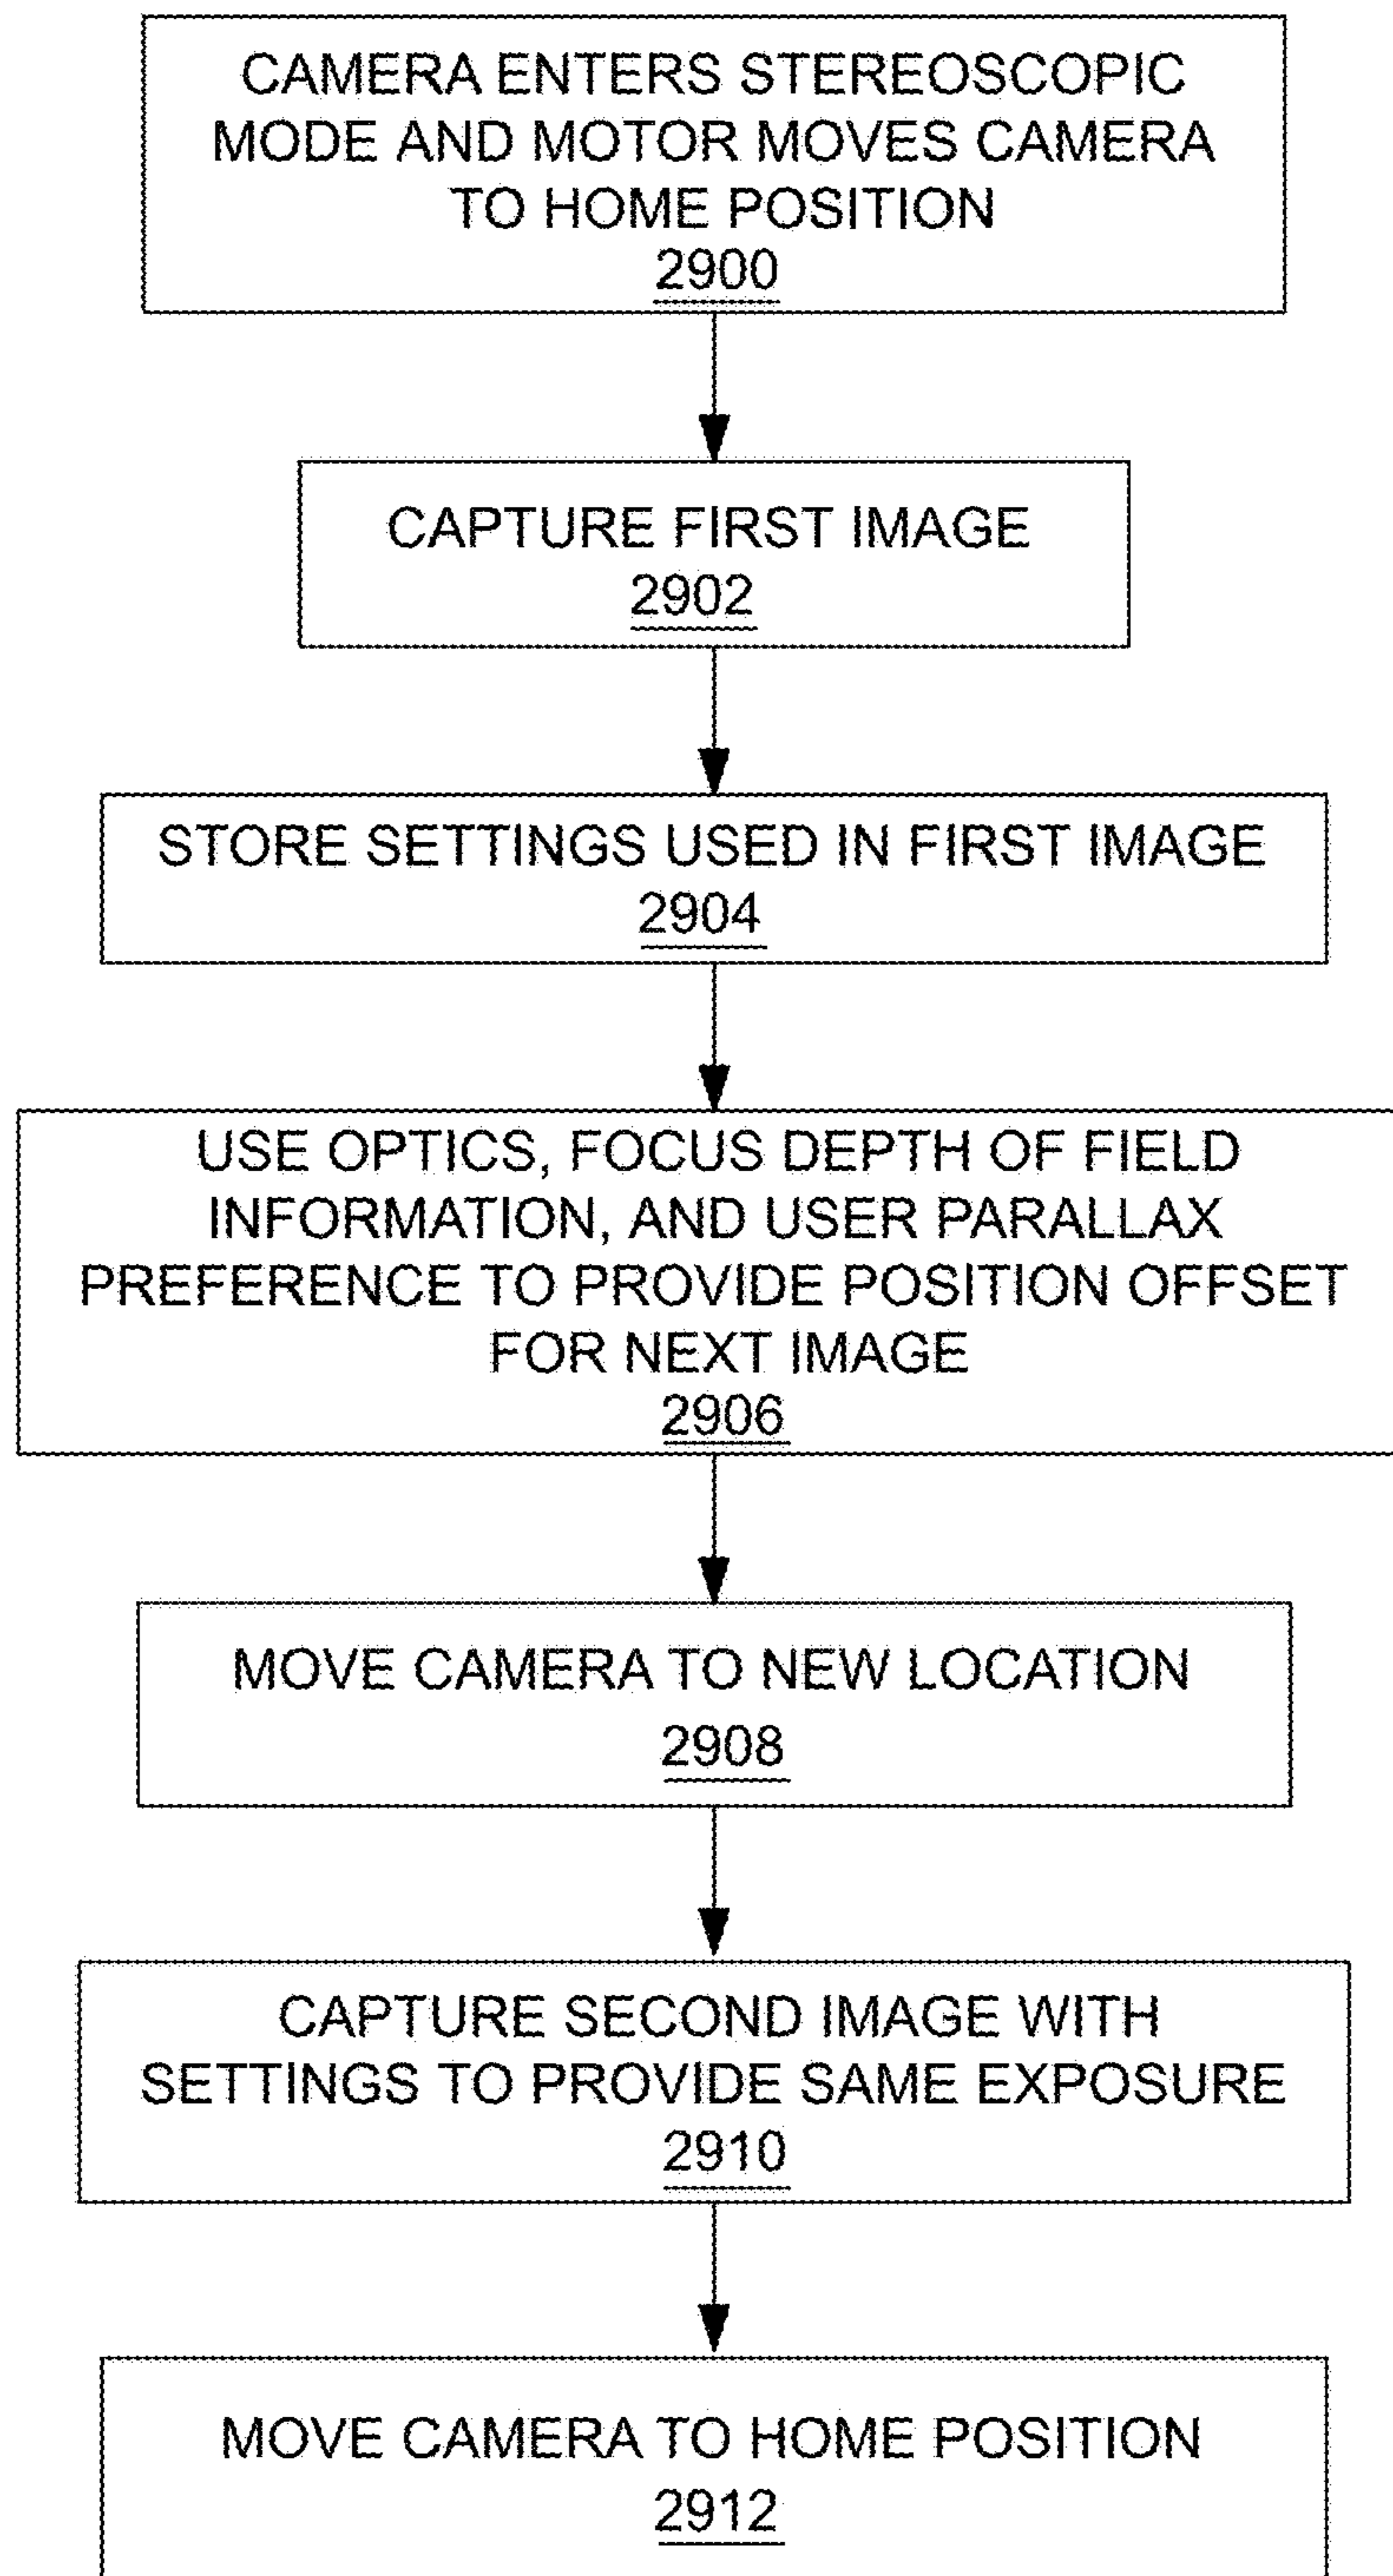 CAMERA ENTERS STEREOSCOPIC
MODE AND MOTOR MOVES CAMERA
TO HOME POSITION
2900
CAPTURE FIRST IMAGE
2902
STORE SETTINGS USED IN FIRST IMAGE
2904
USE OPTICS, FOCUS DEPTH OF FIELD
INFORMATION, AND USER PARALLAX
PREFERENCE TO PROVIDE POSITION OFFSET
FOR NEXT IMAGE
2906
MOVE CAMERA TO NEW LOCATION
2908
CAPTURE SECOND IMAGE WITH
SETTINGS TO PROVIDE SAME EXPOSURE
2910
MOVE CAMERA TO HOME POSITION
2912